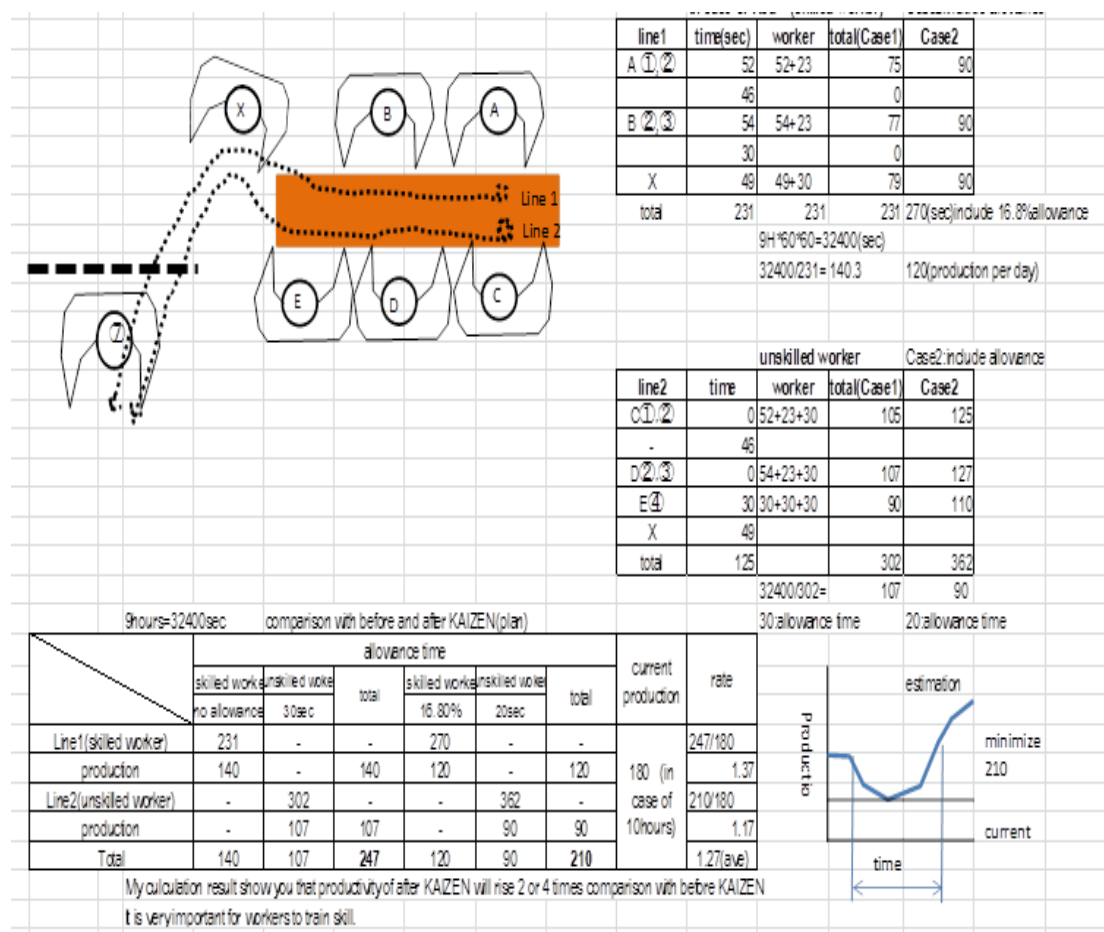 line1 time(sec) worker total(Case1) Case2
A ①,② 52 52+23 75 90
46 0
B ②,③ 54 54+23 77 90
30 0
X 49 49+30 79 90
total 231 231 231 270(sec)include 16.8%allowance
9H*60*60=32400(sec)
32400/231= 140.3 120(production per day)
X
B
A
Line 1
Line 2
E
D
C
⑦
unskilled worker Case2:include allowance
line2 time worker total(Case1) Case2
C①.② 0 52+23+30 105 125
- 46
D②.③ 0 54+23+30 107 127
E④ 30 30+30+30 90 110
X 49
total 125 302 362
32400/302= 107 90
30:allowance time 20:allowance time
9hours=32400sec comparison with before and after KAIZEN(plan)
allowance time current production rate
skilled worke unskilled woke total skilled worke unskilled woker total
no allowance 30sec 16.80% 20sec
Line1(skilled worker) 231 - - 270 - - 247/180
production 140 - 140 120 - 120 1.37
180 (in case of 10hours)
Line2(unskilled worker) - 302 - - 362 - 210/180
production - 107 107 - 90 90 1.17
Total 140 107 247 120 90 210 1.27(ave)
My culculation result show you that productivity of after KAIZEN will rise 2 or 4 times comparison with before KAIZEN
It is very important for workers to train skill.
estimation
Productio
minimize
210
current
time